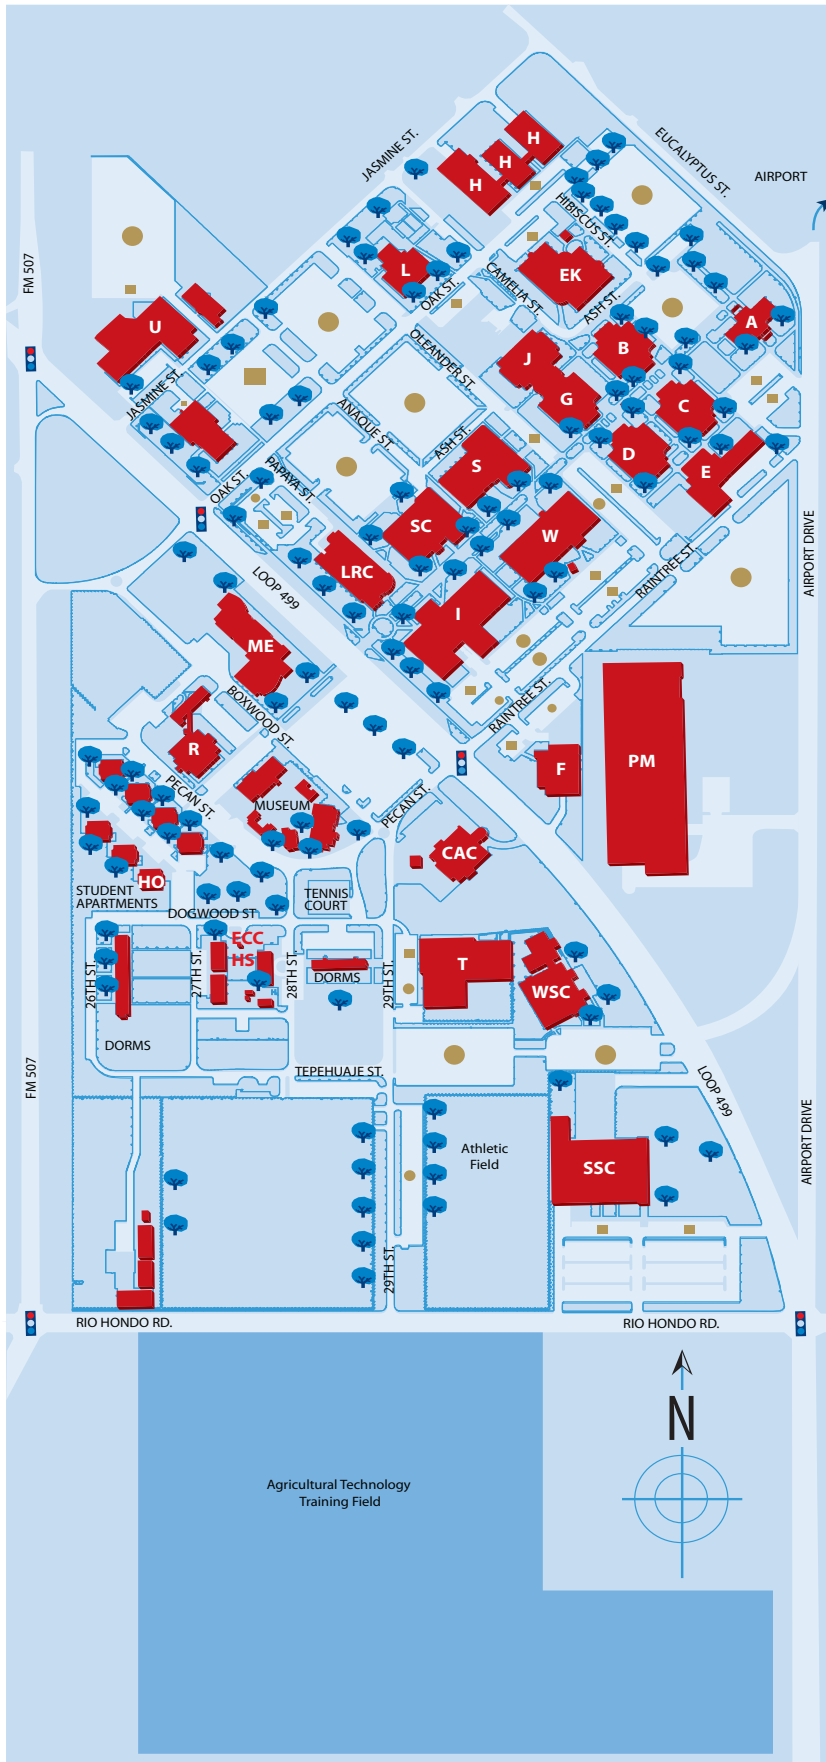 H
H
H
JASMINE ST.
EUCALYPTUS ST.
AIRPORT
HIBISCUS ST.
FM 507
L
OAK ST.
CAMELIA ST.
EK
ASH ST.
U
A
OLEANDER ST.
J
B
JASMINE ST.
G
C
ANAQUE ST.
ASH ST.
S
D
E
OAK ST.
PAPAYA ST.
SC
W
LRC
LOOP 499
RAINTREE ST.
AIRPORT DRIVE
I
ME
BOXWOOD ST.
RAINTREE ST.
R
F
PM
PECAN ST.
MUSEUM
PECAN ST.
CAC
HO
STUDENT
APARTMENTS
TENNIS
COURT
DOGWOOD ST
ECC
HS
26TH ST.
27TH ST.
28TH ST.
DORMS
29TH ST.
T
WSC
DORMS
TEPEHUAJE ST.
FM 507
LOOP 499
AIRPORT DRIVE
Athletic
Field
SSC
29TH ST.
RIO HONDO RD.
RIO HONDO RD.
N
Agricultural Technology
Training Field